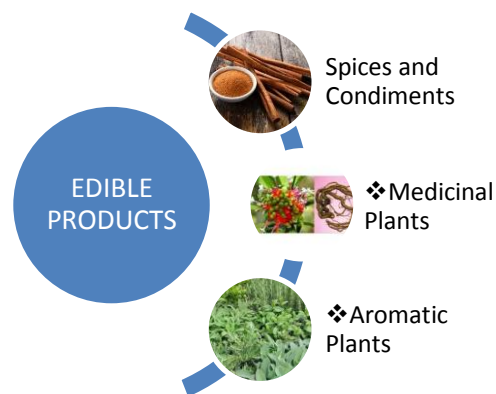 EDIBLE
PRODUCTS
Spices and
Condiments
❖Medicinal
Plants
❖Aromatic
Plants